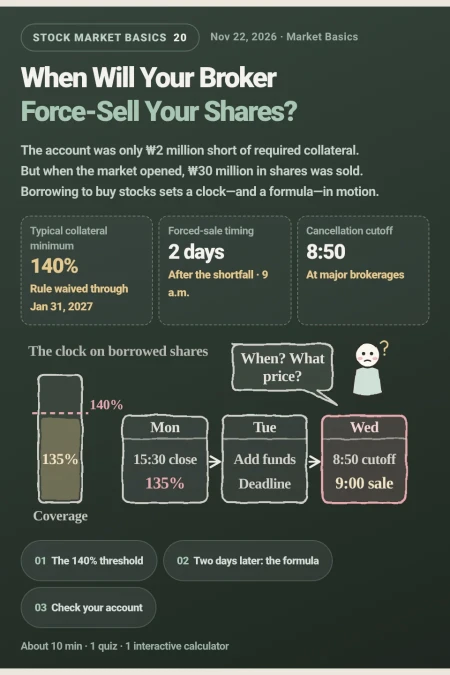 STOCK MARKET BASICS 20
Nov 22, 2026 · Market Basics
When Will Your Broker
Force-Sell Your Shares?
The account was only ₩2 million short of required collateral.
But when the market opened, ₩30 million in shares was sold.
Borrowing to buy stocks sets a clock—and a formula—in motion.
Typical collateral
minimum
140%
Rule waived through
Jan 31, 2027
Forced-sale timing
2 days
After the shortfall · 9
a.m.
Cancellation cutoff
8:50
At major brokerages
The clock on borrowed shares
When? What
price?
?
140%
135%
Coverage
Mon
15:30 close
135%
Tue
Add funds
Deadline
Wed
8:50 cutoff
9:00 sale
01 The 140% threshold
02 Two days later: the formula
03 Check your account
About 10 min · 1 quiz · 1 interactive calculator